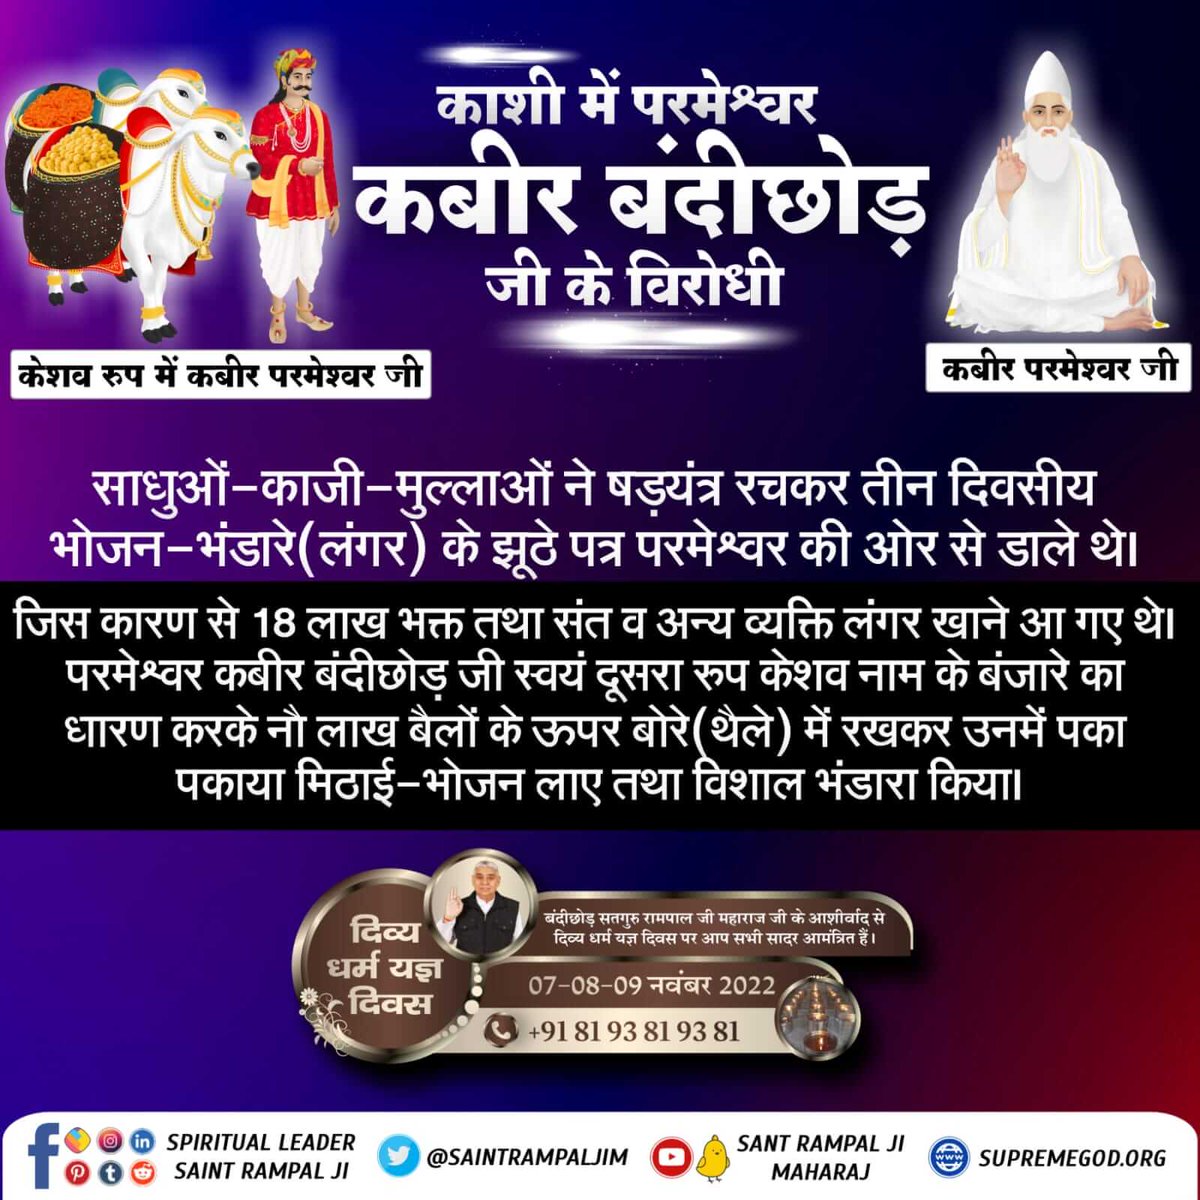 काशी में परमेश्वर
कबीर बंदीछोड़
जी के विरोधी
केशव रुप में कबीर परमेश्वर जी
कबीर परमेश्वर जी
साधुओं-काजी-मुल्लाओं ने षड़यंत्र रचकर तीन दिवसीय
भोजन-भंडारे(लंगर) के झूठे पत्र परमेश्वर की ओर से डाले थे।
जिस कारण से 18 लाख भक्त तथा संत व अन्य व्यक्ति लंगर खाने आ गए थे।
परमेश्वर कबीर बंदीछोड़ जी स्वयं दूसरा रुप केशव नाम के बंजारे का
धारण करके नौ लाख बैलों के ऊपर बोरे(थैले) में रखकर उनमें पका
पकाया मिठाई-भोजन लाए तथा विशाल भंडारा किया।
दिव्य
धर्म यज्ञ
दिवस
बंदीछोड़ सतगुरु रामपाल जी महाराज जी के आशीर्वाद से
दिव्य धर्म यज्ञ दिवस पर आप सभी सादर आमंत्रित हैं।
07-08-09 नवंबर 2022
+91 81 93 81 93 81
SPIRITUAL LEADER
SAINT RAMPAL JI
@SAINTRAMPALJIM
SANT RAMPAL JI
MAHARAJ
SUPREMEGOD.ORG